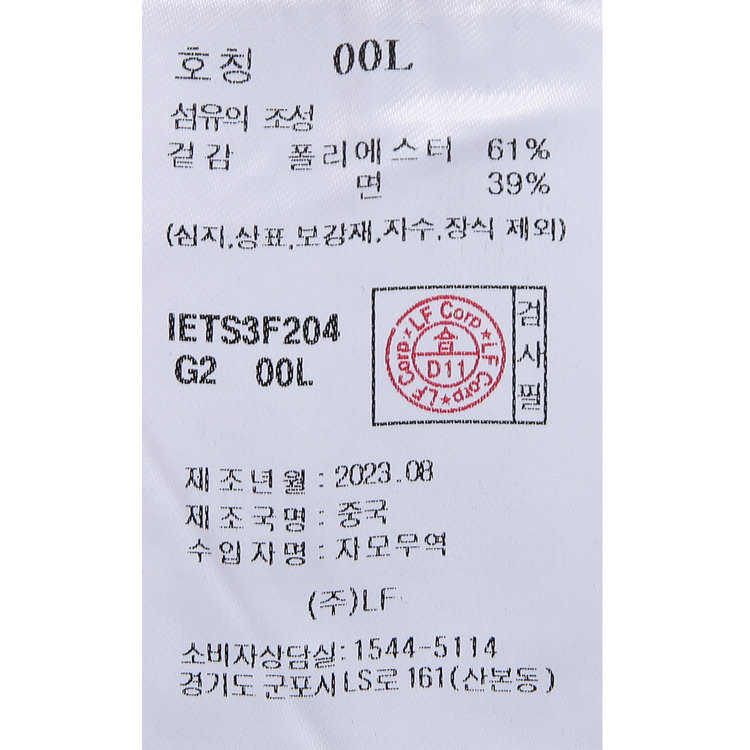 호칭 00L
섬유의 조성
겉감 폴리에스터 61%
면 39%
(심지,상표,보강재,자수,장식 제외)
IETS3F204
G2 00L
LF Corp★LF Corp★LF Corp★
合
D11
검사필
제조년월 : 2023.08
제조국명 : 중국
수입자명 : 자모무역
(주)LF
소비자상담실:1544-5114
경기도 군포시 LS로 161(산본동)